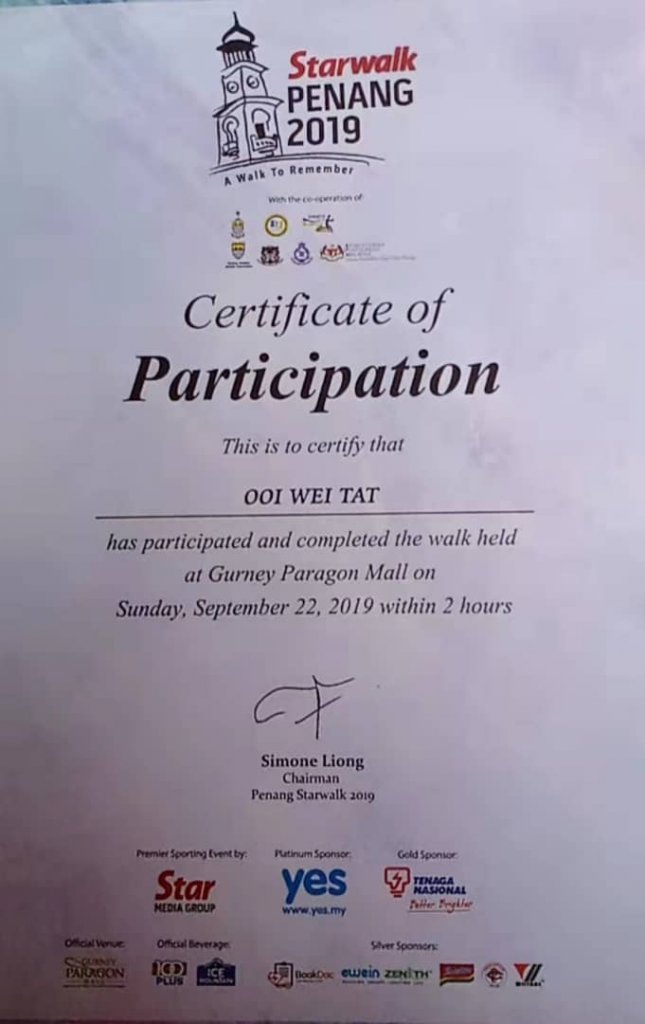 Starwalk
PENANG
2019
A Walk To Remember
With the co-operation of
Certificate of
Participation
This is to certify that
OOI WEI TAT
has participated and completed the walk held
at Gurney Paragon Mall on
Sunday, September 22, 2019 within 2 hours
Simone Liong
Chairman
Penang Starwalk 2019
Premier Sporting Event by: Platinum Sponsor: Gold Sponsor:
Star
MEDIA GROUP
yes
www.yes.my
TENAGA
NASIONAL
Better. Brighter.
Official Venue: Official Beverage: Silver Sponsors:
GURNEY
PARAGON
MALL
100
PLUS
ICE
MOUNTAIN
BookDoc
ewein ZENITH